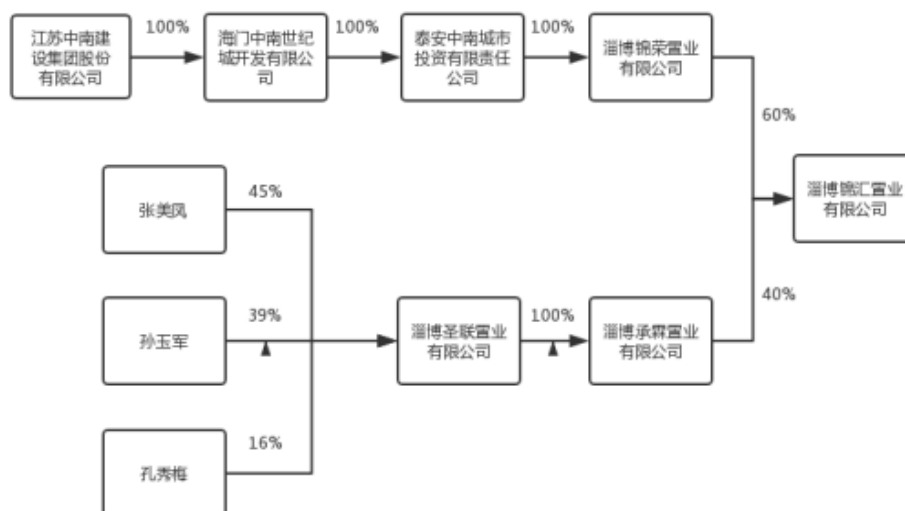 江苏中南建
设集团股份
有限公司
100%
海门中南世纪
城开发有限公
司
100%
泰安中南城市
投资有限责任
公司
100%
淄博锦荣置业
有限公司
60%
淄博锦汇置业
有限公司
张美凤
45%
孙玉军
39%
孔秀梅
16%
淄博圣联置业
有限公司
100%
淄博承霖置业
有限公司
40%